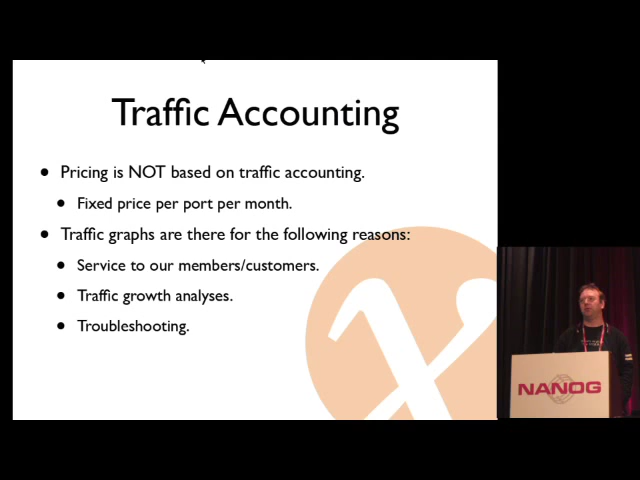 Traffic Accounting
• Pricing is NOT based on traffic accounting.
• Fixed price per port per month.
• Traffic graphs are there for the following reasons:
• Service to our members/customers.
• Traffic growth analyses.
• Troubleshooting.
NANOG